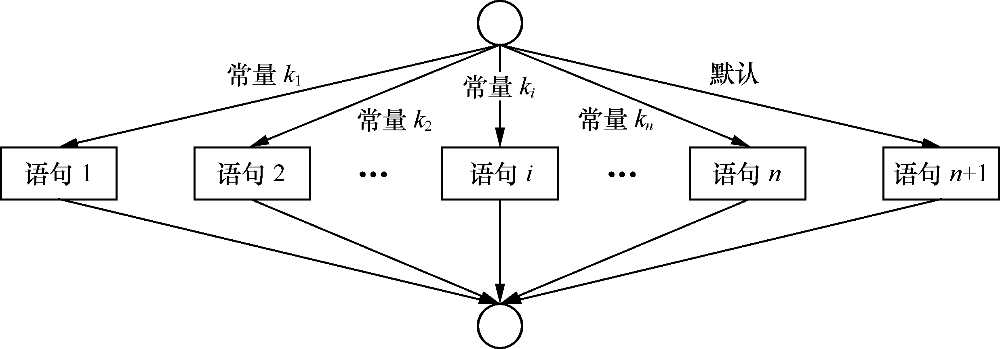 常量 k1
默认
常量 ki
常量 k2
常量 kn
语句 1
语句 2
•••
语句 i
•••
语句 n
语句 n+1